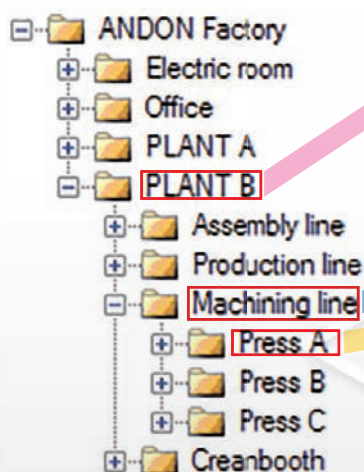 ANDON Factory
Electric room
Office
PLANT A
PLANT B
Assembly line
Production line
Machining line
Press A
Press B
Press C
Creanbooth